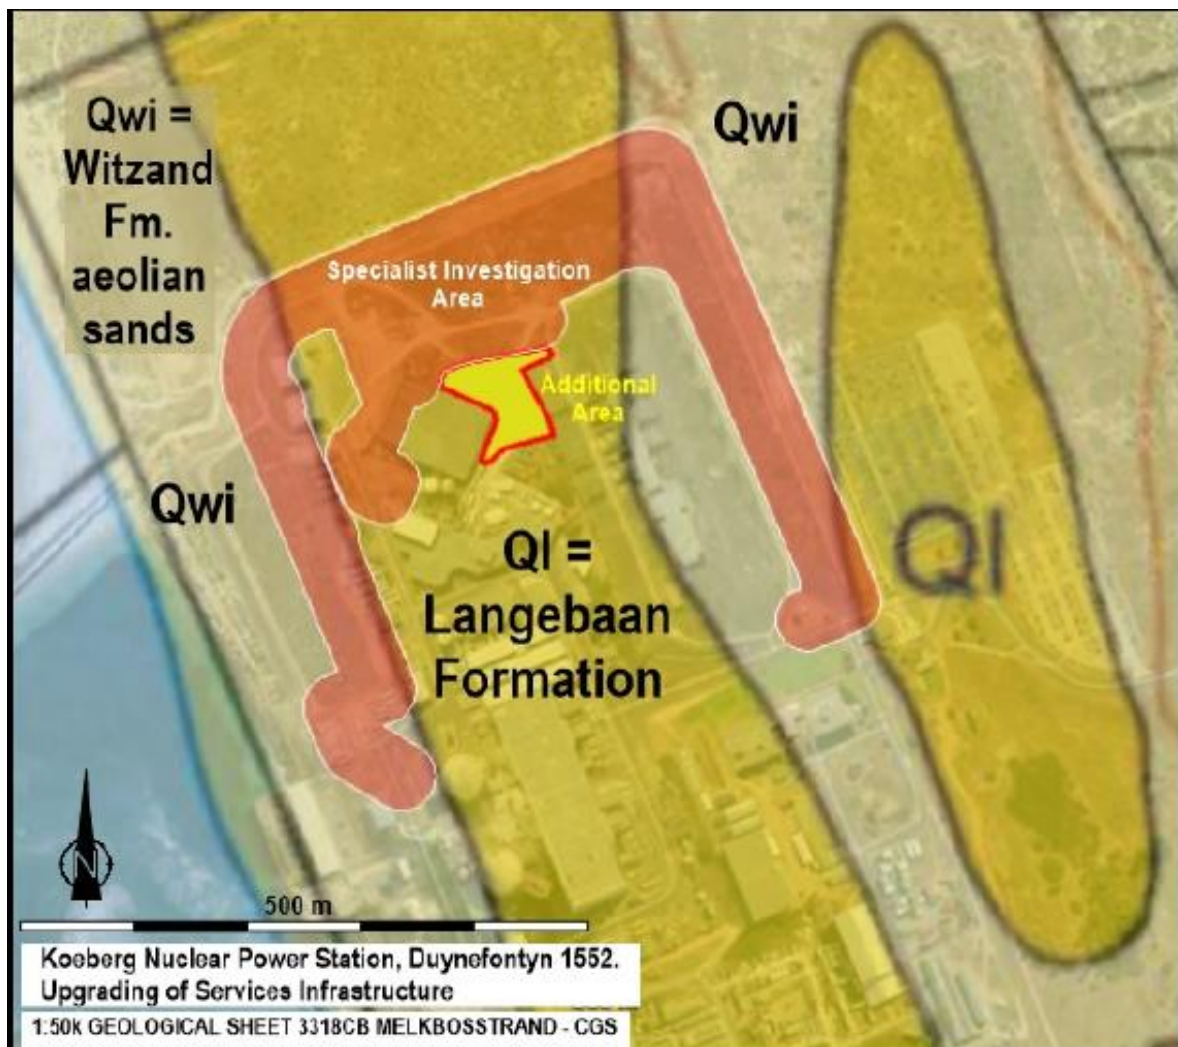 Qwi =
Witzand
Fm.
aeolian
sands
Qwi
Specialist Investigation
Area
Additional
Area
Qwi
Ql =
Langebaan
Formation
Ql
N
500 m
Koeberg Nuclear Power Station, Duynefontyn 1552.
Upgrading of Services Infrastructure
1:50k GEOLOGICAL SHEET 3318CB MELKBOSSTRAND - CGS